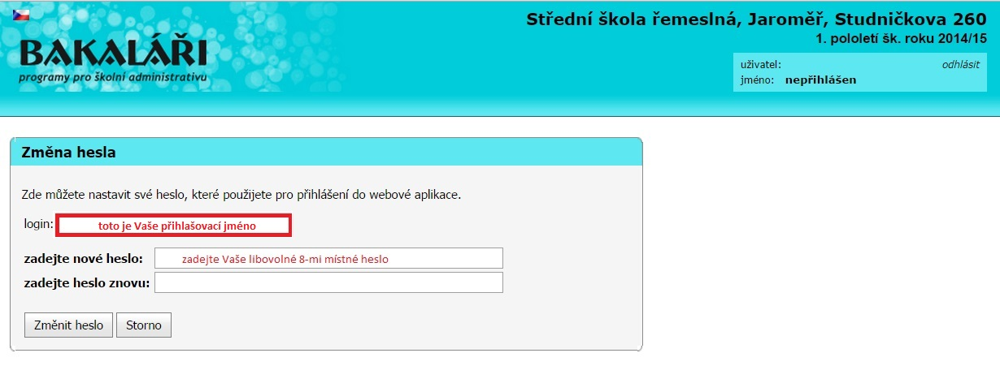 Střední škola řemeslná, Jaroměř, Studničkova 260
1. pololetí šk. roku 2014/15
BAKALÁŘI
programy pro školní administrativu
uživatel: odhlásit
jméno: nepřihlášen
Změna hesla
Zde můžete nastavit své heslo, které použijete pro přihlášení do webové aplikace.
login: toto je Vaše přihlašovací jméno
zadejte nové heslo: zadejte Vaše libovolné 8-mi místné heslo
zadejte heslo znovu:
Změnit heslo Storno